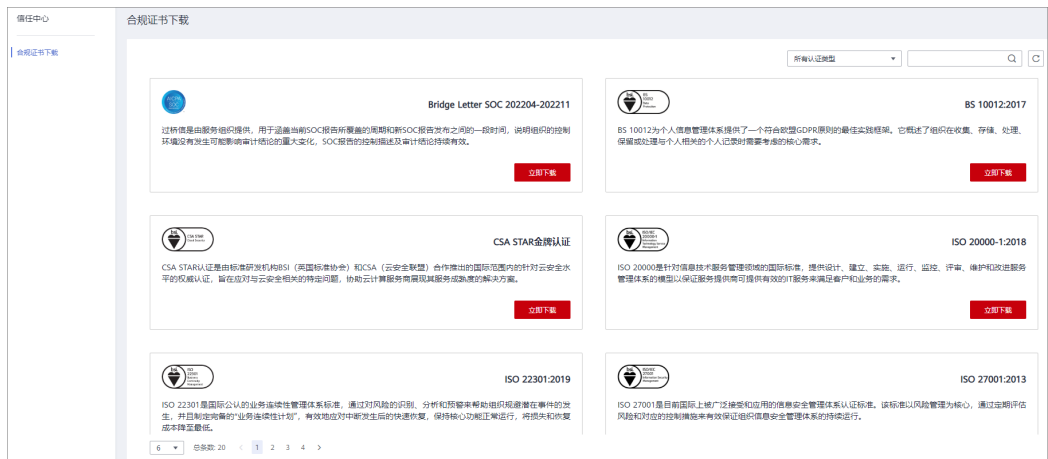 信任中心
合规证书下载
合规证书下载
所有认证类型
Bridge Letter SOC 202204-202211
过桥信是由服务组织提供，用于涵盖当前SOC报告所覆盖的周期和新SOC报告发布之间的一段时间，说明组织的控制
环境没有发生可能影响审计结论的重大变化，SOC报告的控制描述及审计结论持续有效。
立即下载
BS 10012:2017
BS 10012为个人信息管理体系提供了一个符合欧盟GDPR原则的最佳实践框架。它概述了组织在收集、存储、处理、
保留或处理与个人相关的个人记录时需要考虑的核心需求。
立即下载
CSA STAR金牌认证
CSA STAR认证是由标准研发机构BSI（英国标准协会）和CSA（云安全联盟）合作推出的国际范围内的针对云安全水
平的权威认证，旨在应对与云安全相关的特定问题，协助云计算服务商展现其服务成熟度的解决方案。
立即下载
ISO 20000-1:2018
ISO 20000是针对信息技术服务管理领域的国际标准，提供设计、建立、实施、运行、监控、评审、维护和改进服务
管理体系的模型以保证服务提供商可提供有效的IT服务来满足客户和业务的需求。
立即下载
ISO 22301:2019
ISO 22301是国际公认的业务连续性管理体系标准，通过对风险的识别、分析和预警来帮助组织规避潜在事件的发
生，并且制定完备的“业务连续性计划”，有效地应对中断发生后的快速恢复，保持核心功能正常运行，将损失和恢复
成本降至最低。
ISO 27001:2013
ISO 27001是目前国际上被广泛接受和应用的信息安全管理体系认证标准。该标准以风险管理为核心，通过定期评估
风险和对应的控制措施来有效保证组织信息安全管理体系的持续运行。
6 总条数: 20 < 1 2 3 4 >